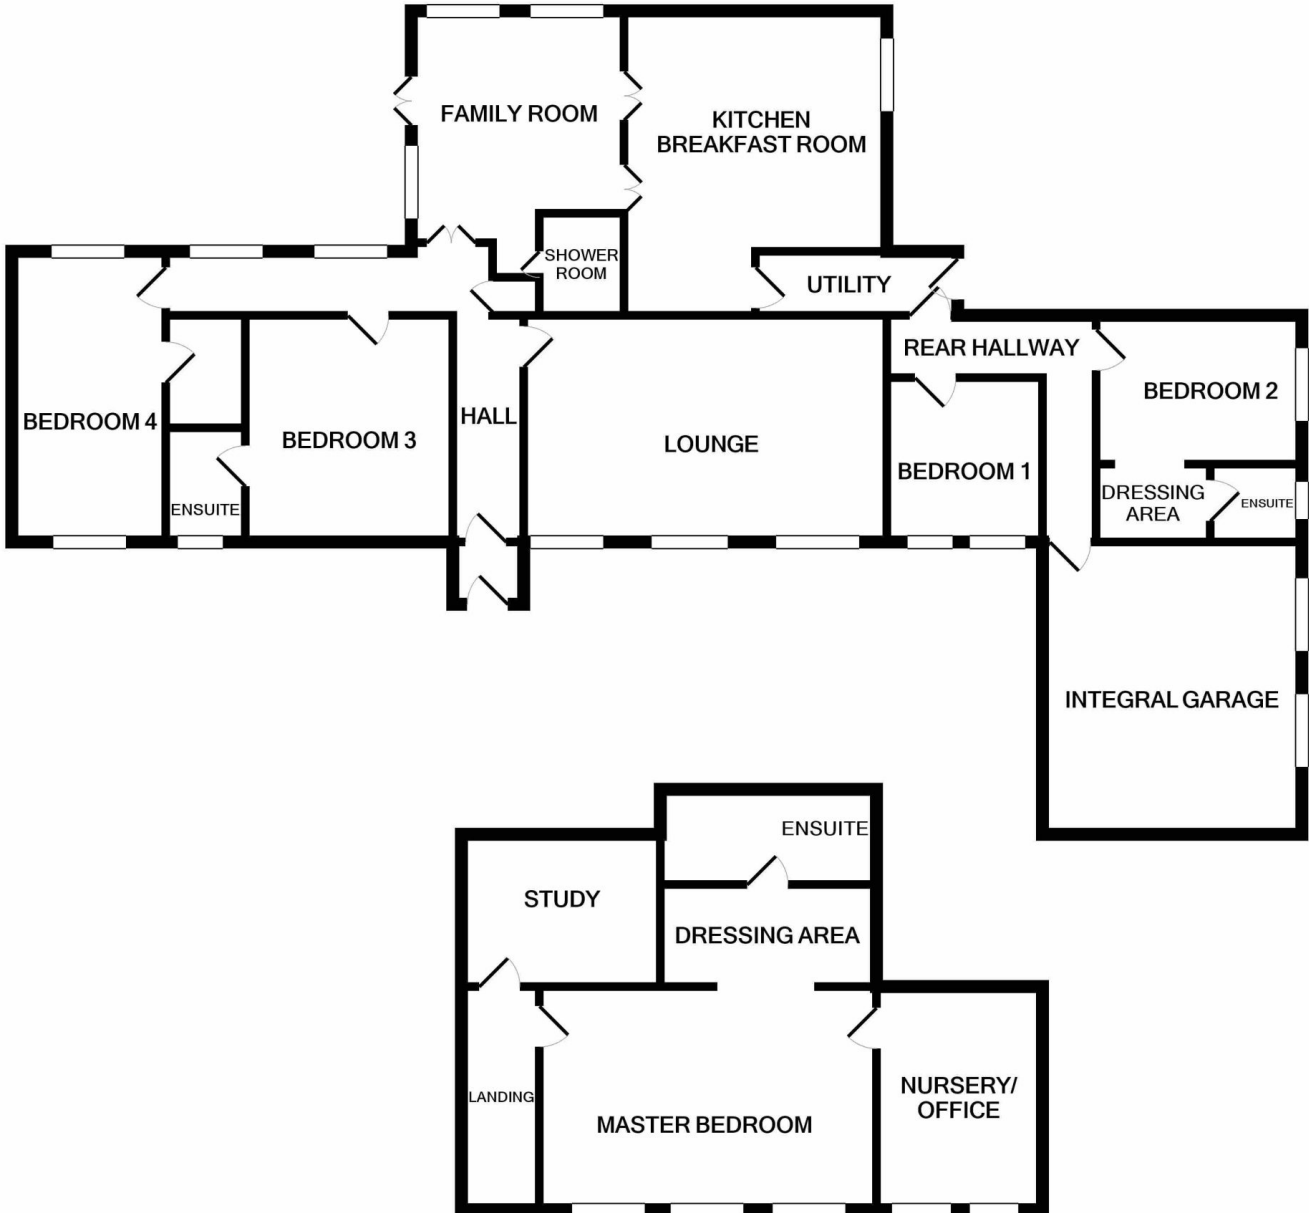 FAMILY ROOM
KITCHEN
BREAKFAST ROOM
SHOWER
ROOM
UTILITY
REAR HALLWAY
BEDROOM 2
BEDROOM 4
BEDROOM 3
HALL
LOUNGE
BEDROOM 1
ENSUITE
DRESSING
AREA
ENSUITE
INTEGRAL GARAGE
ENSUITE
STUDY
DRESSING AREA
LANDING
MASTER BEDROOM
NURSERY/
OFFICE